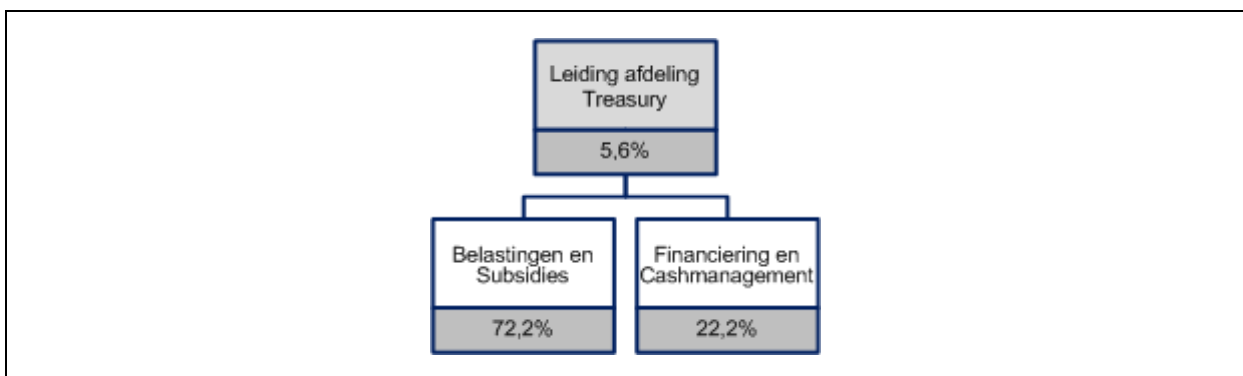 Leiding afdeling
Treasury
5,6%
Belastingen en
Subsidies
72,2%
Financiering en
Cashmanagement
22,2%